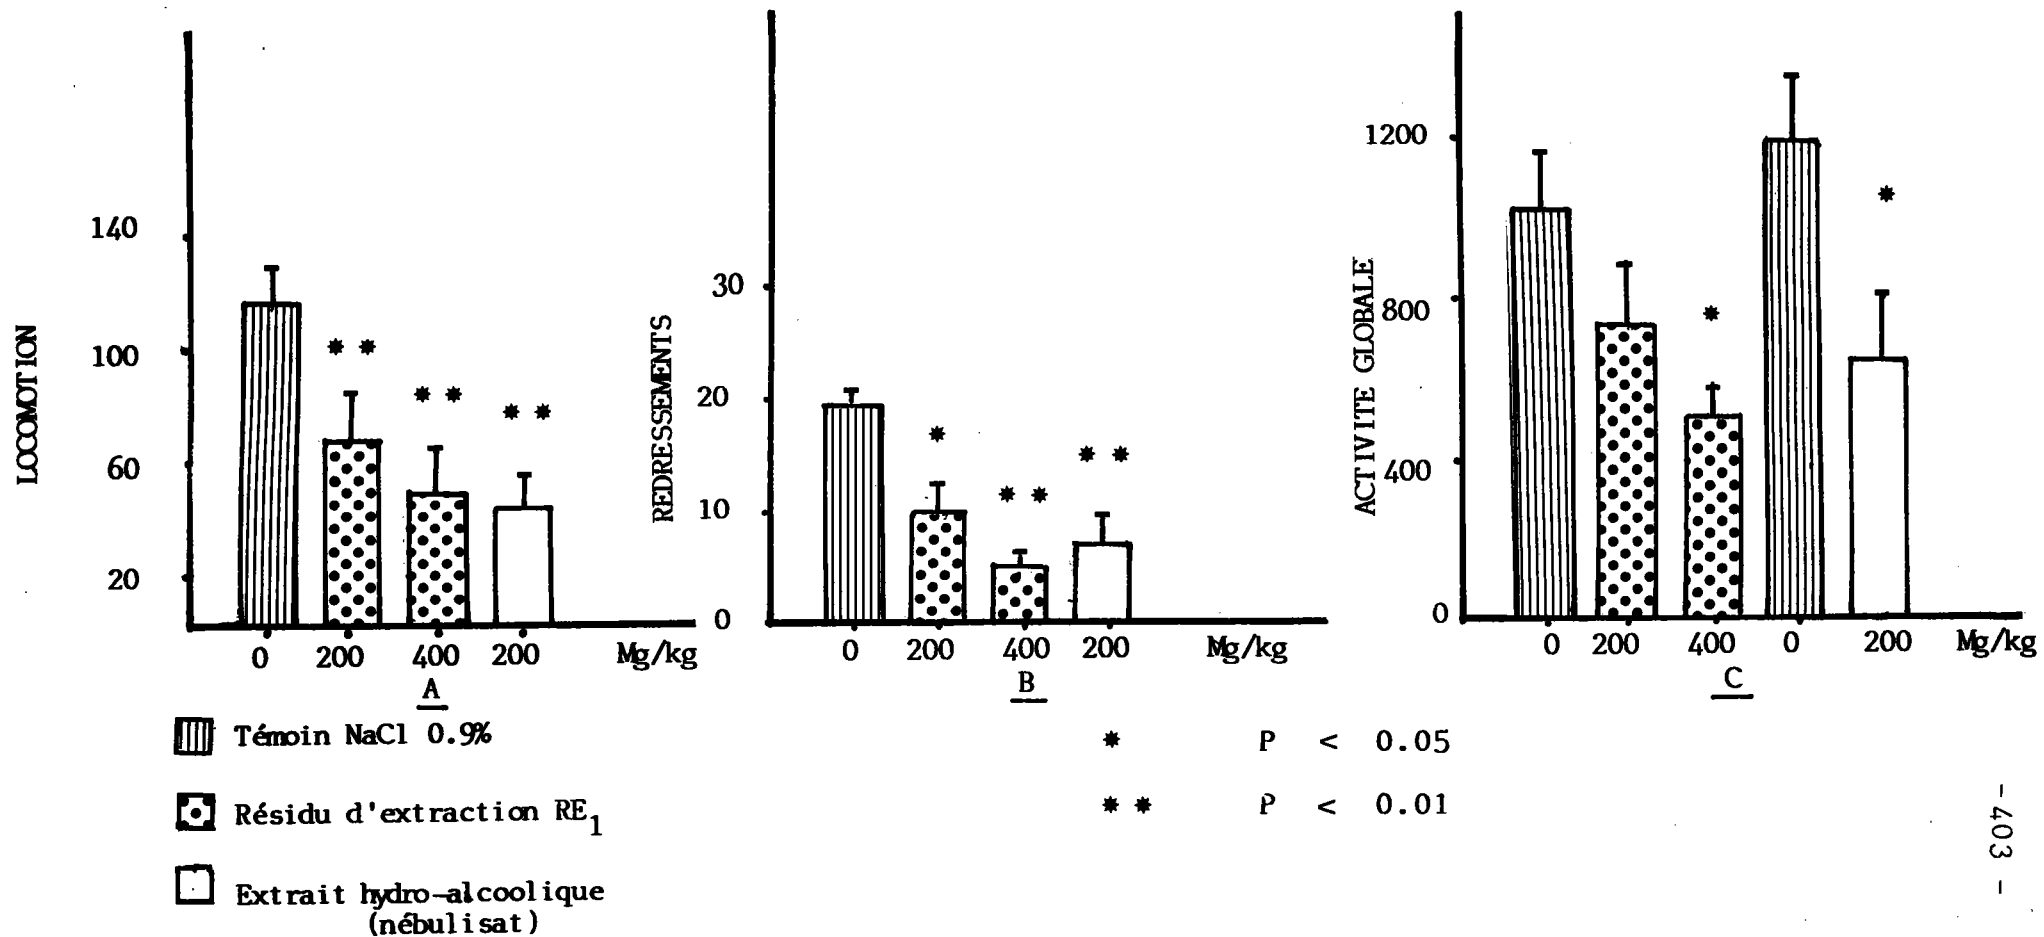 LOCOMOTION
140
100
60
20
0 200 400 200 Mg/kg
A
REDRESSEMENTS
30
20
10
0
0 200 400 200 Mg/kg
B
ACTIVITE GLOBALE
1200
800
400
0
0 200 400 0 200 Mg/kg
C
** ** **
* ** **
* *
Témoin NaCl 0.9%
Résidu d'extraction RE1
Extrait hydro-alcoolique
(nébulisat)
* P < 0.05
** P < 0.01
-403-